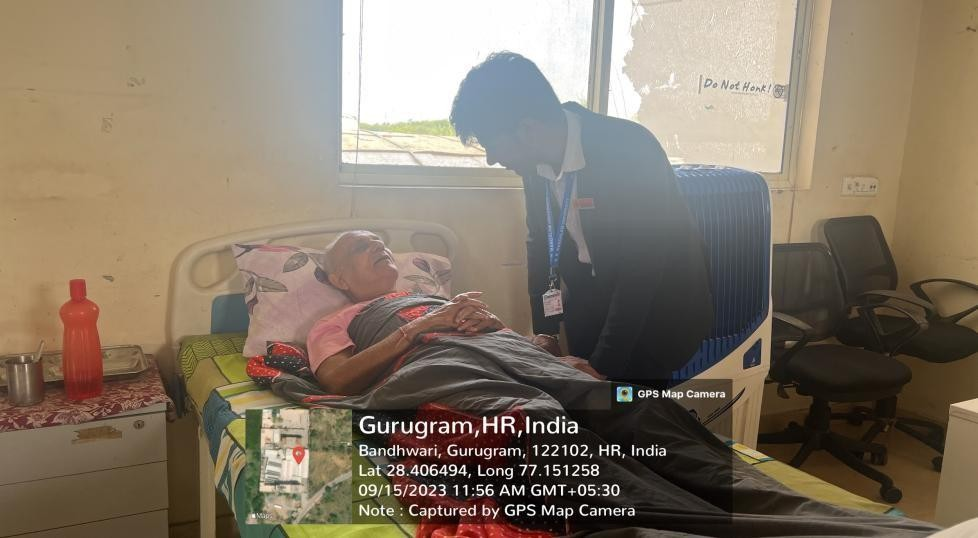 Do Not Honk!
GPS Map Camera
Gurugram,HR,India
Bandhwari, Gurugram, 122102, HR, India
Lat 28.406494, Long 77.151258
09/15/2023 11:56 AM GMT+05:30
Note : Captured by GPS Map Camera
Maps